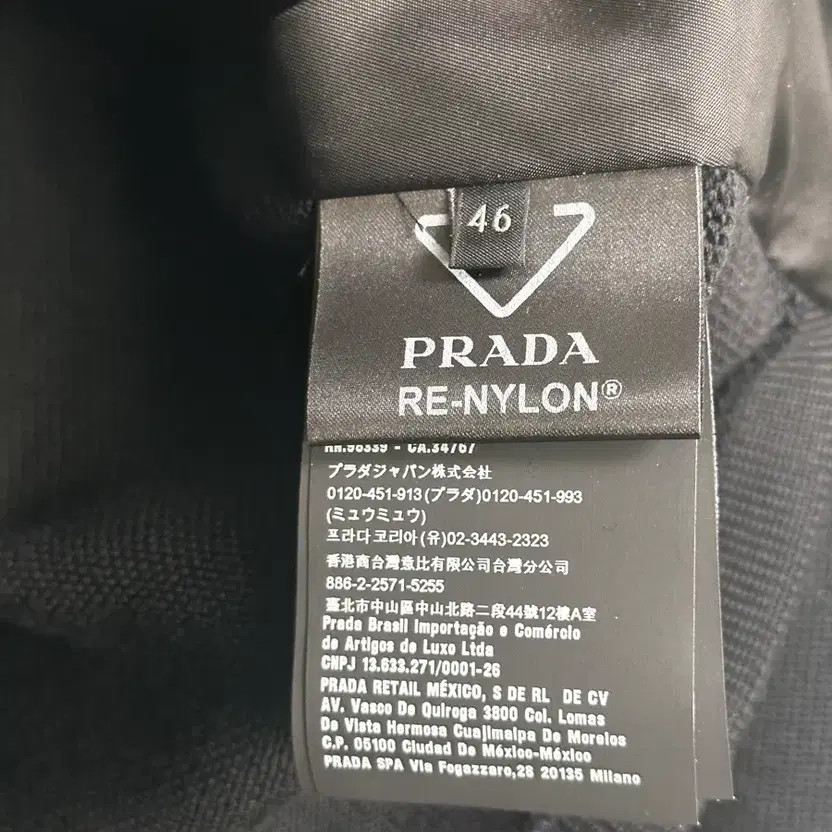 46
PRADA
RE-NYLON®
RN.98339 - CA.34767
プラダジャパン株式会社
0120-451-913(プラダ)0120-451-993
(ミュウミュウ)
프라다코리아(유)02-3443-2323
香港商台灣意比有限公司台灣分公司
886-2-2571-5255
臺北市中山區中山北路二段44號12樓A室
Prada Brasil Importação e Comércio
de Artigos de Luxo Ltda
CNPJ 13.633.271/0001-26
PRADA RETAIL MÉXICO, S DE RL DE CV
AV. Vasco De Quiroga 3800 Col. Lomas
De Vista Hermosa Cuajimalpa De Morelos
C.P. 05100 Ciudad De México-México
PRADA SPA Via Fogazzaro,28 20135 Milano